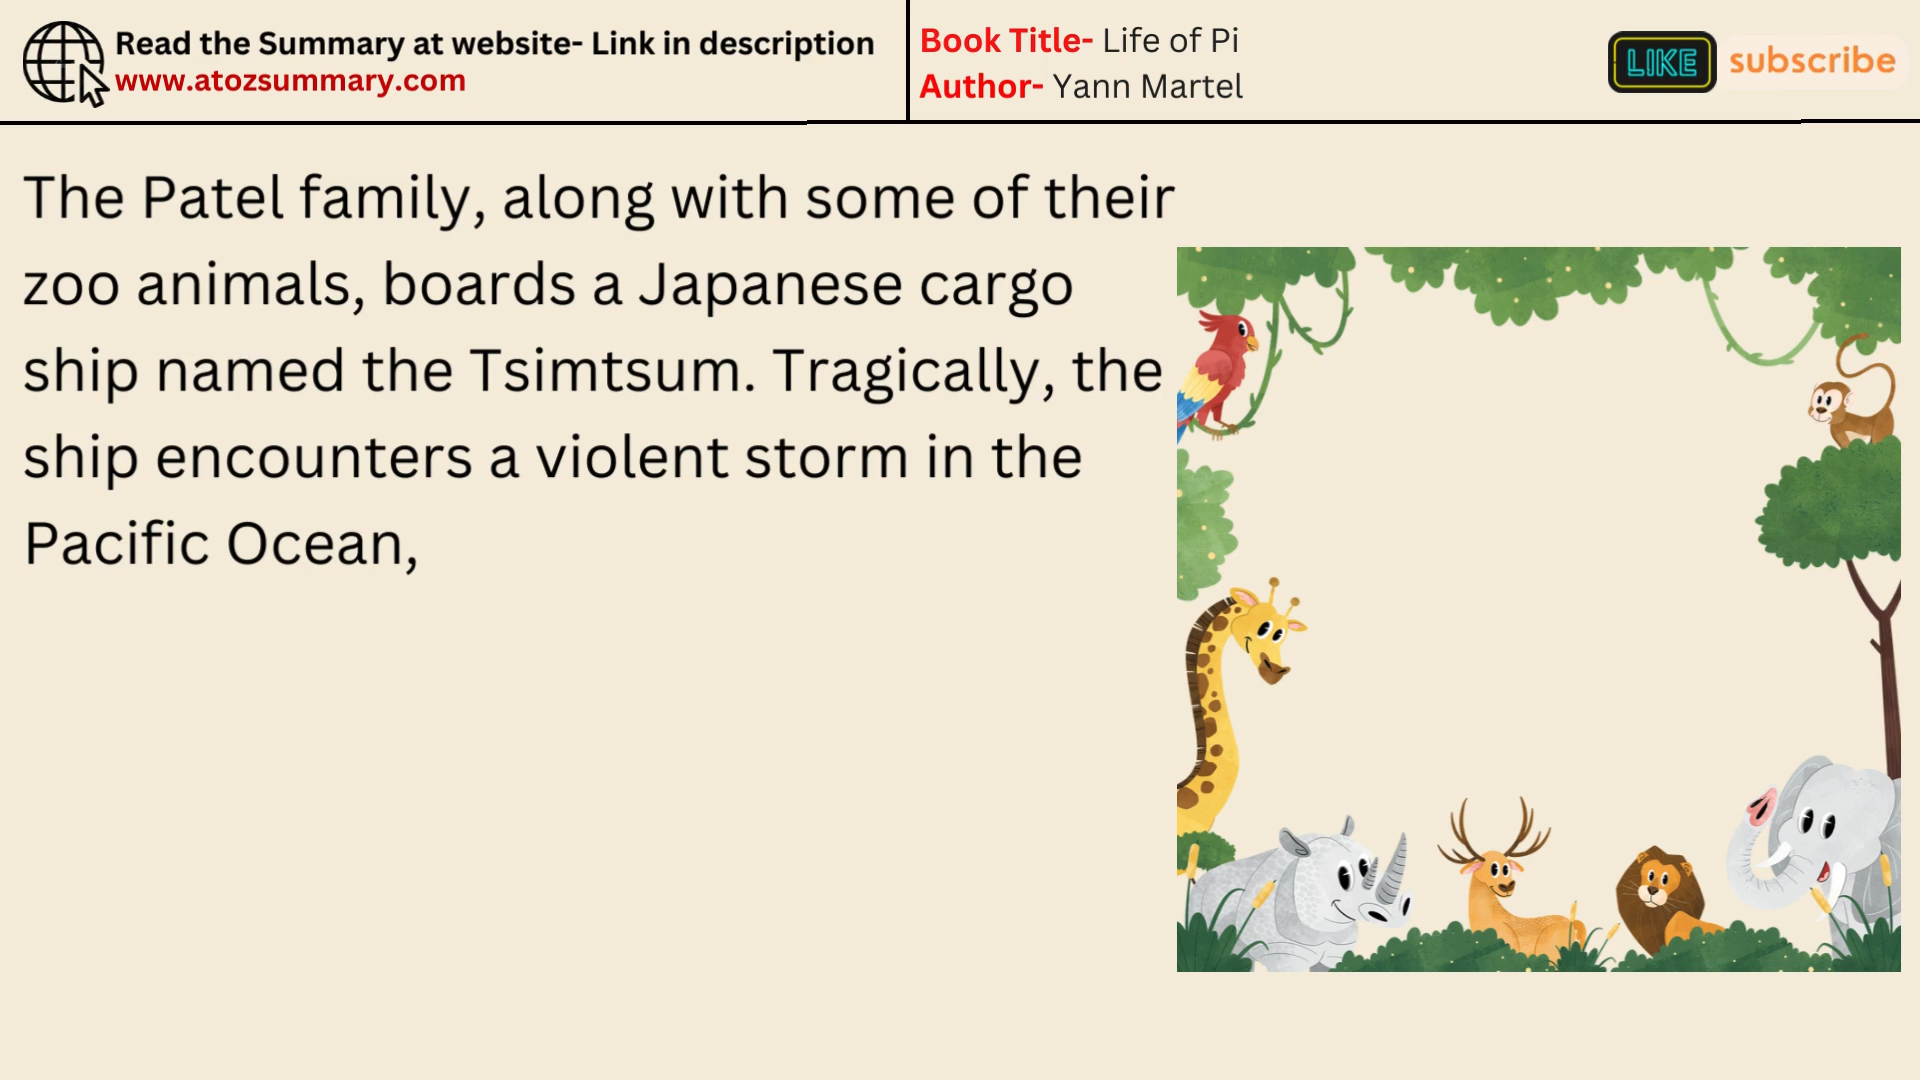 Read the Summary at website- Link in description
www.atozsummary.com
Book Title- Life of Pi
Author- Yann Martel
LIKE
subscribe
The Patel family, along with some of their
zoo animals, boards a Japanese cargo
ship named the Tsimtsum. Tragically, the
ship encounters a violent storm in the
Pacific Ocean,